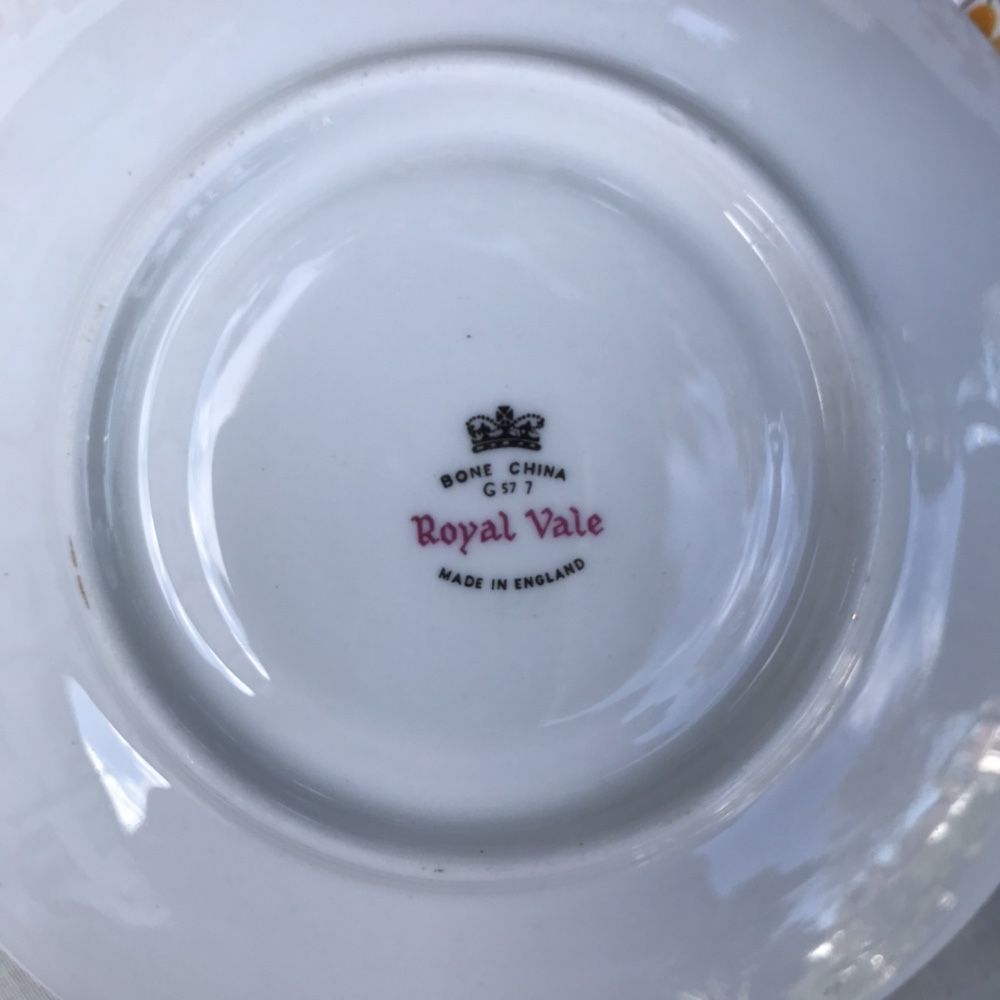 BONE CHINA
G 57 7
Royal Vale
MADE IN ENGLAND